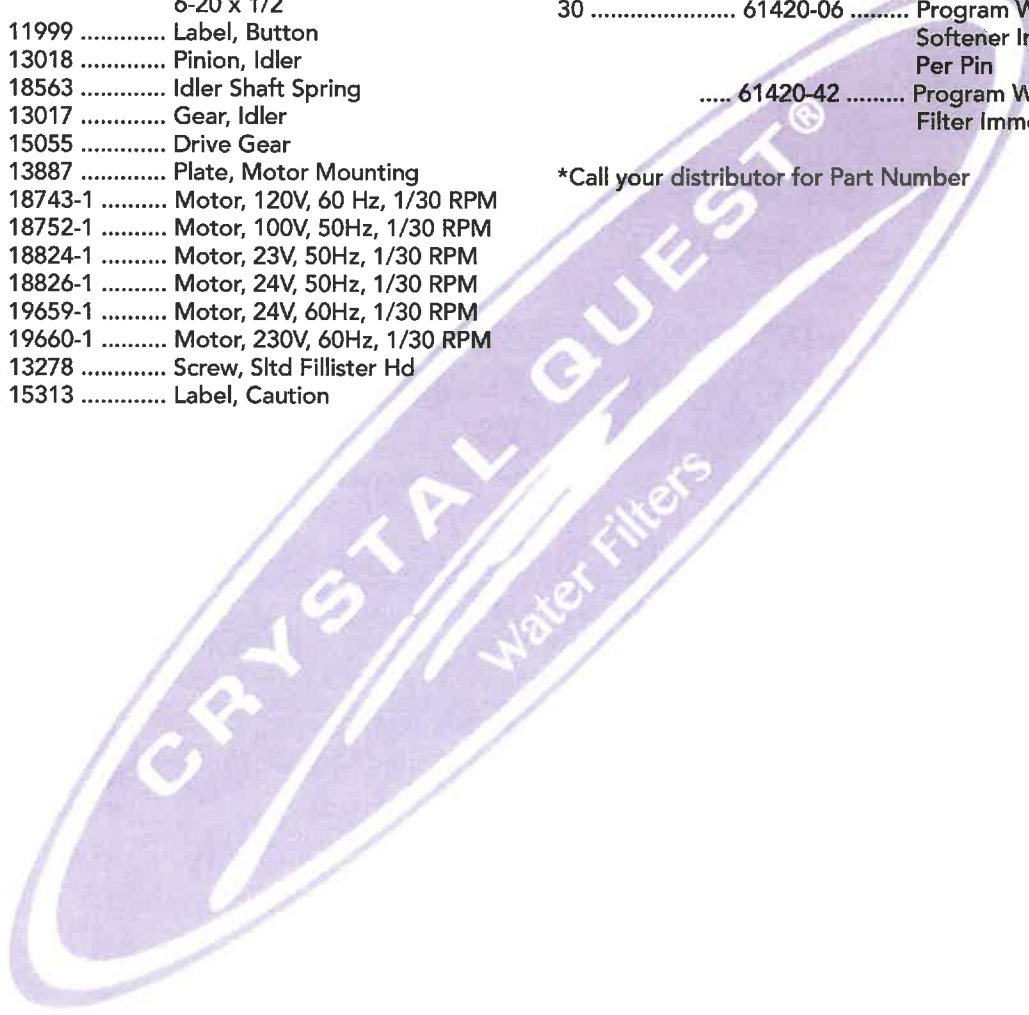 6-20 x 1/2
11999 ............. Label, Button
13018 ............. Pinion, Idler
18563 ............. Idler Shaft Spring
13017 ............. Gear, Idler
15055 ............. Drive Gear
13887 ............. Plate, Motor Mounting
18743-1 .......... Motor, 120V, 60 Hz, 1/30 RPM
18752-1 .......... Motor, 100V, 50Hz, 1/30 RPM
18824-1 .......... Motor, 23V, 50Hz, 1/30 RPM
18826-1 .......... Motor, 24V, 50Hz, 1/30 RPM
19659-1 .......... Motor, 24V, 60Hz, 1/30 RPM
19660-1 .......... Motor, 230V, 60Hz, 1/30 RPM
13278 ............. Screw, Sltd Fillister Hd
15313 ............. Label, Caution
30 ...................... 61420-06 ......... Program
Softener
Per Pin
..... 61420-42 ......... Program
Filter
*Call your distributor for Part Number
CRYSTAL QUEST®
Water Filters